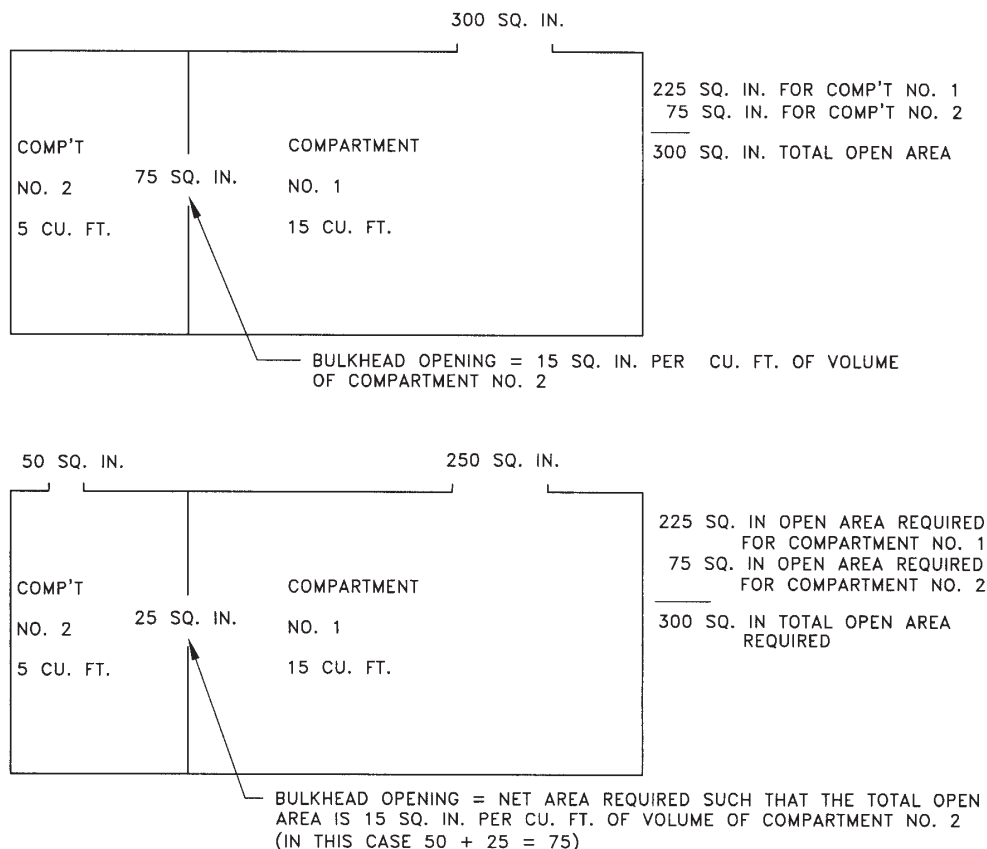 300 SQ. IN.
225 SQ. IN. FOR COMP'T NO. 1
75 SQ. IN. FOR COMP'T NO. 2
300 SQ. IN. TOTAL OPEN AREA
COMP'T
NO. 2
5 CU. FT.
75 SQ. IN.
COMPARTMENT
NO. 1
15 CU. FT.
BULKHEAD OPENING = 15 SQ. IN. PER CU. FT. OF VOLUME
OF COMPARTMENT NO. 2
50 SQ. IN.
250 SQ. IN.
225 SQ. IN OPEN AREA REQUIRED
FOR COMPARTMENT NO. 1
75 SQ. IN OPEN AREA REQUIRED
FOR COMPARTMENT NO. 2
300 SQ. IN TOTAL OPEN AREA
REQUIRED
COMP'T
NO. 2
5 CU. FT.
25 SQ. IN.
COMPARTMENT
NO. 1
15 CU. FT.
BULKHEAD OPENING = NET AREA REQUIRED SUCH THAT THE TOTAL OPEN
AREA IS 15 SQ. IN. PER CU. FT. OF VOLUME OF COMPARTMENT NO. 2
(IN THIS CASE 50 + 25 = 75)